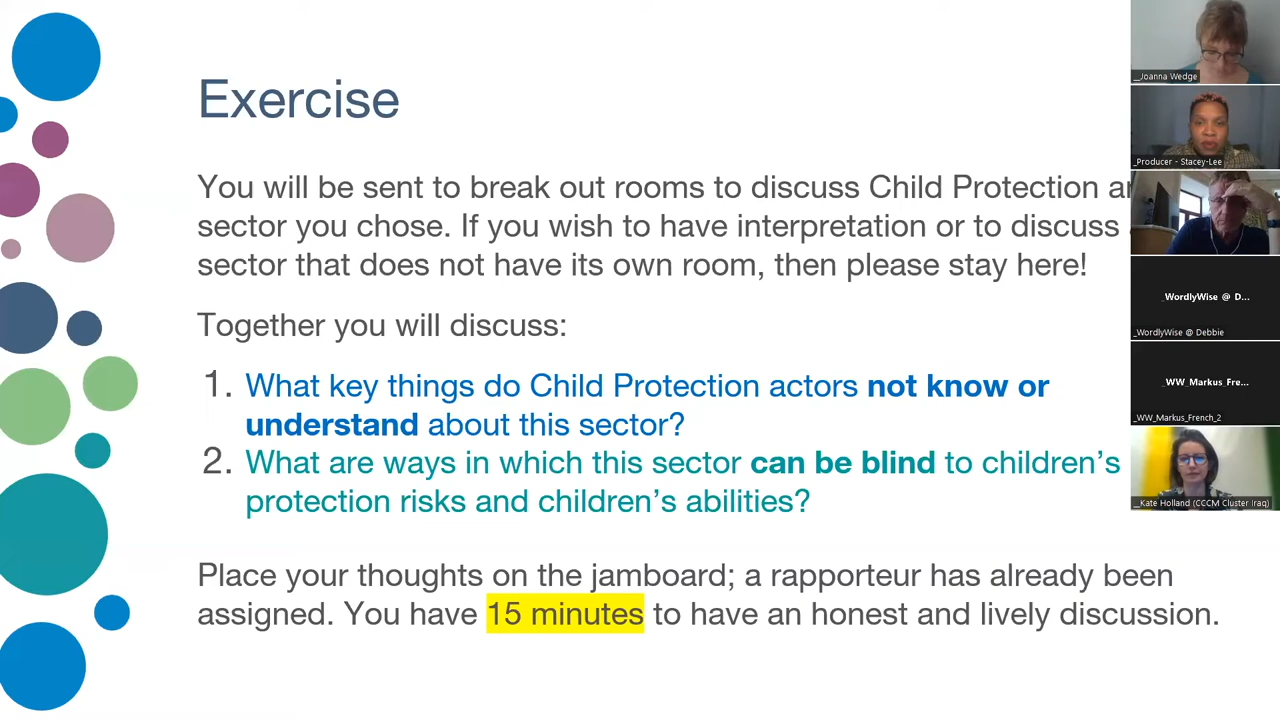 Exercise
You will be sent to break out rooms to discuss Child Protection
sector you chose. If you wish to have interpretation or to discuss
sector that does not have its own room, then please stay here!
Together you will discuss:
1. What key things do Child Protection actors not know or
understand about this sector?
2. What are ways in which this sector can be blind to children's
protection risks and children's abilities?
Place your thoughts on the jamboard; a rapporteur has already been
assigned. You have 15 minutes to have an honest and lively discussion.
_Joanna Wedge
_Producer - Stacey-Lee
_WordlyWise @ D...
_WordlyWise @ Debbie
_WW_Markus_Fre...
_WW_Markus_French_2
_Kate Holland (CCCM Cluster Iraq)